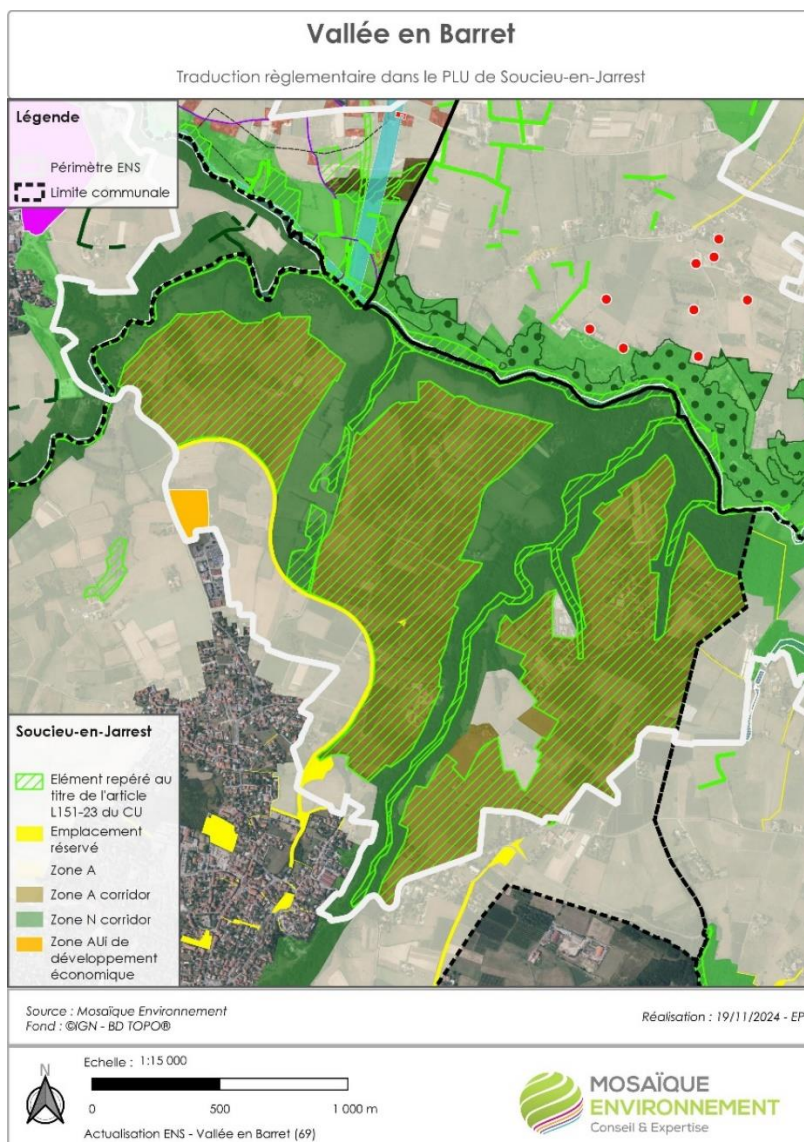 Vallée en Barret
Traduction règlementaire dans le PLU de Soucieu-en-Jarrest
Légende
Périmètre ENS
Limite communale
Soucieu-en-Jarrest
Elément repéré au
titre de l'article
L151-23 du CU
Emplacement
réservé
Zone A
Zone A corridor
Zone N corridor
Zone AUi de
développement
économique
Source : Mosaïque Environnement
Fond : ©IGN - BD TOPO®
Réalisation : 19/11/2024 - EP
N
Echelle : 1:15 000
0 500 1 000 m
Actualisation ENS - Vallée en Barret (69)
MOSAÏQUE
ENVIRONNEMENT
Conseil & Expertise